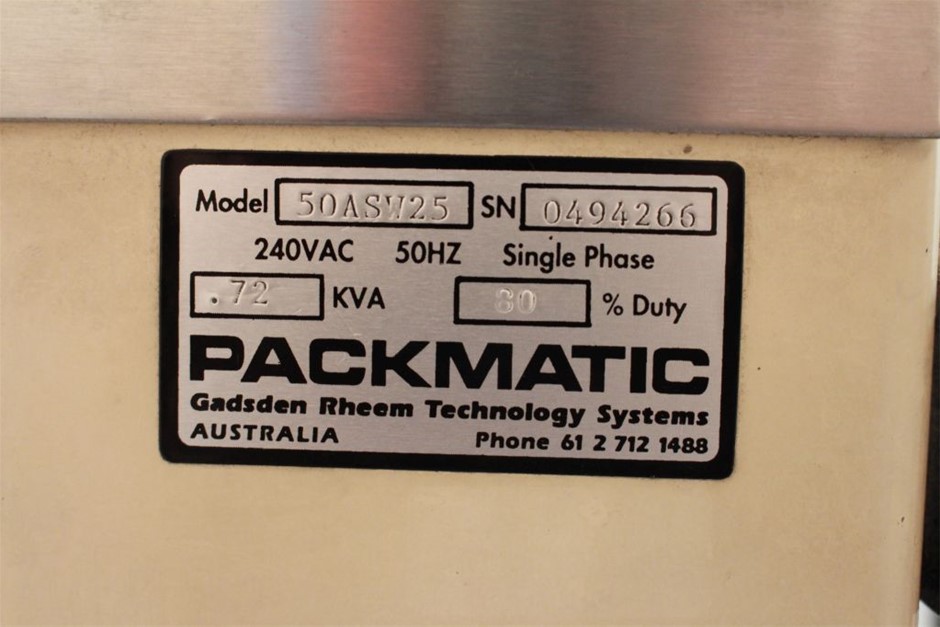 Model 50ASW25 SN 0494266
240VAC 50HZ Single Phase
.72 KVA % Duty
PACKMATIC
Gadsden Rheem Technology Systems
AUSTRALIA Phone 61 2 712 1488